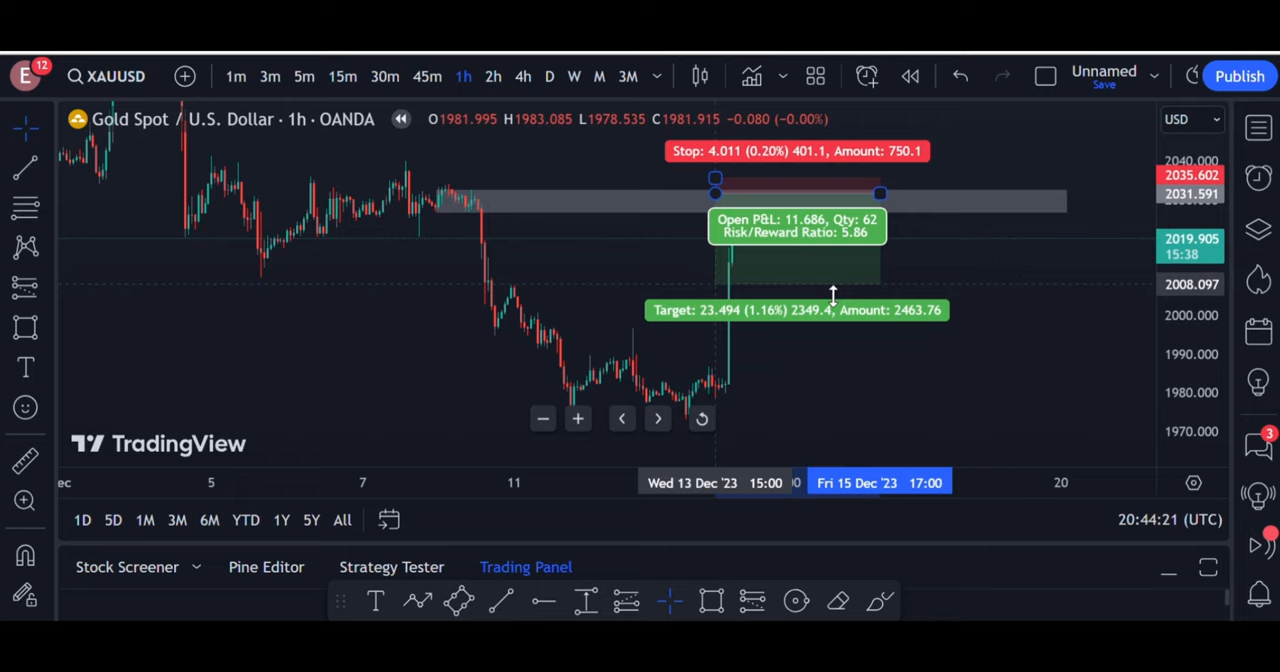 E 12 XAUUSD 1m 3m 5m 15m 30m 45m 1h 2h 4h D W M 3M Unnamed Save Publish
Gold Spot / U.S. Dollar · 1h · OANDA O1981.995 H1983.085 L1978.535 C1981.915 −0.080 (−0.00%) USD
Stop: 4.011 (0.20%) 401.1, Amount: 750.1
2040.000
2035.602
2031.591
Open P&L: 11.686, Qty: 62
Risk/Reward Ratio: 5.86
2019.905
15:38
2008.097
Target: 23.494 (1.16%) 2349.4, Amount: 2463.76
2000.000
1990.000
1980.000
1970.000
TradingView
ec 5 7 11 Wed 13 Dec '23 15:00 Fri 15 Dec '23 17:00 20
1D 5D 1M 3M 6M YTD 1Y 5Y All 20:44:21 (UTC)
Stock Screener Pine Editor Strategy Tester Trading Panel
T
T
3